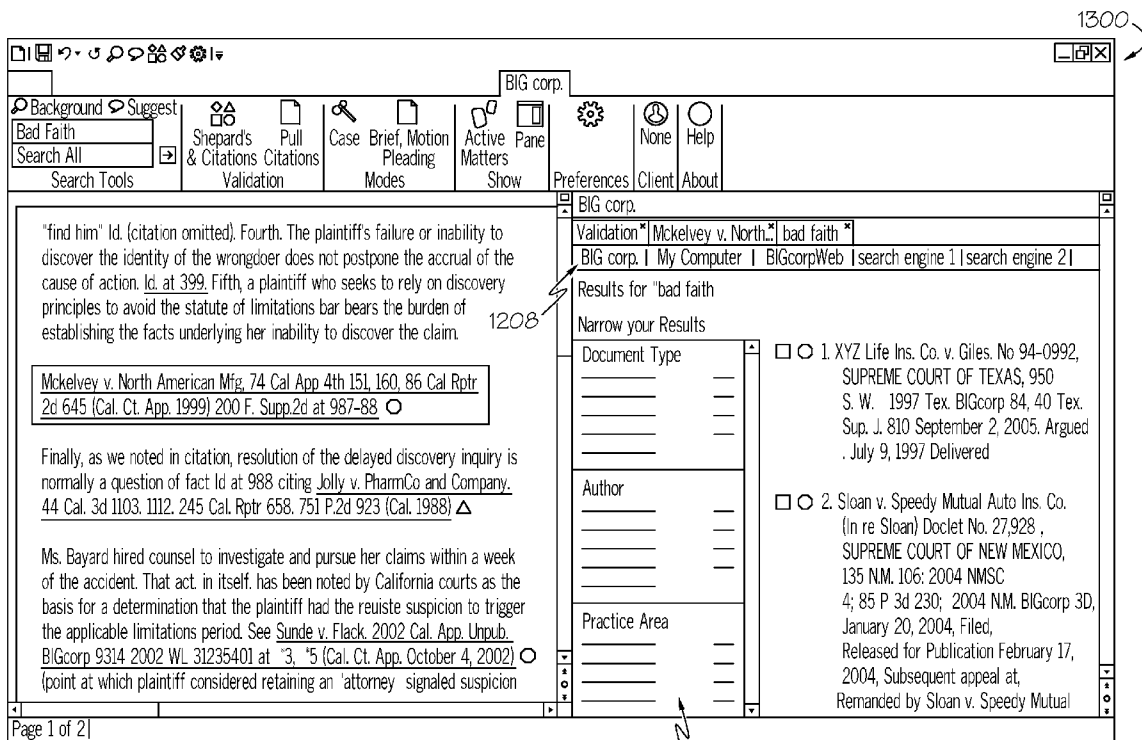 1300
BIG corp.
Background Suggest
Bad Faith
Search All
Search Tools
Shepard's
& Citations
Pull
Citations
Validation
Case
Brief, Motion
Pleading
Modes
Active
Matters
Pane
Show
Preferences
None
Client
Help
About
"find him" Id. (citation omitted). Fourth. The plaintiff's failure or inability to
discover the identity of the wrongdoer does not postpone the accrual of the
cause of action. Id. at 399. Fifth, a plaintiff who seeks to rely on discovery
principles to avoid the statute of limitations bar bears the burden of
establishing the facts underlying her inability to discover the claim.
Mckelvey v. North American Mfg, 74 Cal App 4th 151, 160, 86 Cal Rptr
2d 645 (Cal. Ct. App. 1999) 200 F. Supp.2d at 987-88
Finally, as we noted in citation, resolution of the delayed discovery inquiry is
normally a question of fact Id at 988 citing Jolly v. PharmCo and Company.
44 Cal. 3d 1103. 1112. 245 Cal. Rptr 658. 751 P.2d 923 (Cal. 1988)
Ms. Bayard hired counsel to investigate and pursue her claims within a week
of the accident. That act. in itself. has been noted by California courts as the
basis for a determination that the plaintiff had the reuiste suspicion to trigger
the applicable limitations period. See Sunde v. Flack. 2002 Cal. App. Unpub.
BIGcorp 9314 2002 WL 31235401 at *3, *5 (Cal. Ct. App. October 4, 2002)
(point at which plaintiff considered retaining an 'attorney signaled suspicion
Page 1 of 2
BIG corp.
Validation x Mckelvey v. North.. x bad faith x
BIG corp. | My Computer | BIGcorpWeb |search engine 1 |search engine 2|
1208
Results for "bad faith
Narrow your Results
Document Type
Author
Practice Area
1. XYZ Life Ins. Co. v. Giles. No 94-0992,
SUPREME COURT OF TEXAS, 950
S. W. 1997 Tex. BIGcorp 84, 40 Tex.
Sup. J. 810 September 2, 2005. Argued
. July 9, 1997 Delivered
2. Sloan v. Speedy Mutual Auto Ins. Co.
(In re Sloan) Doclet No. 27,928 ,
SUPREME COURT OF NEW MEXICO,
135 N.M. 106: 2004 NMSC
4; 85 P 3d 230; 2004 N.M. BIGcorp 3D,
January 20, 2004, Filed,
Released for Publication February 17,
2004, Subsequent appeal at,
Remanded by Sloan v. Speedy Mutual